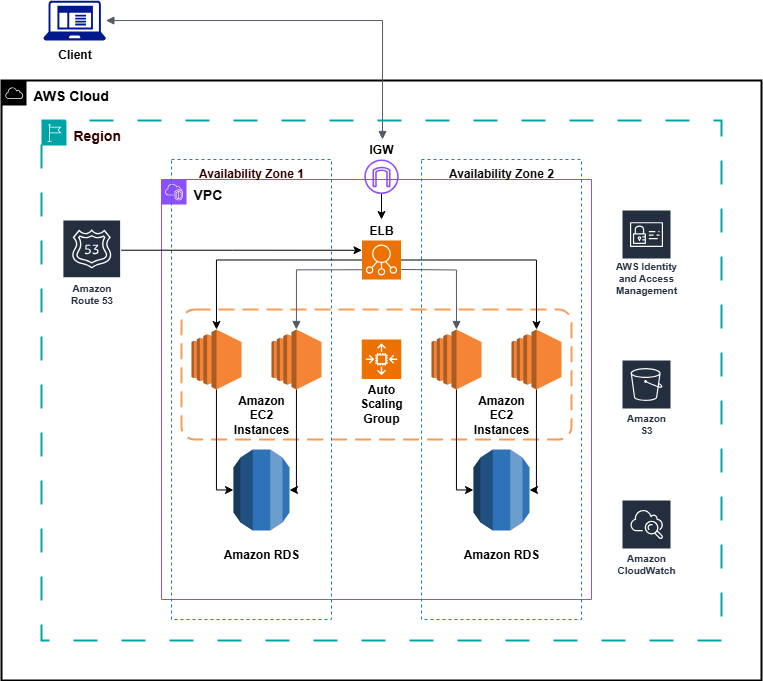 Client
AWS Cloud
Region
IGW
Availability Zone 1
Availability Zone 2
VPC
ELB
53
Amazon
Route 53
AWS Identity
and Access
Management
Amazon
EC2
Instances
Auto
Scaling
Group
Amazon
EC2
Instances
Amazon
S3
Amazon RDS
Amazon RDS
Amazon
CloudWatch